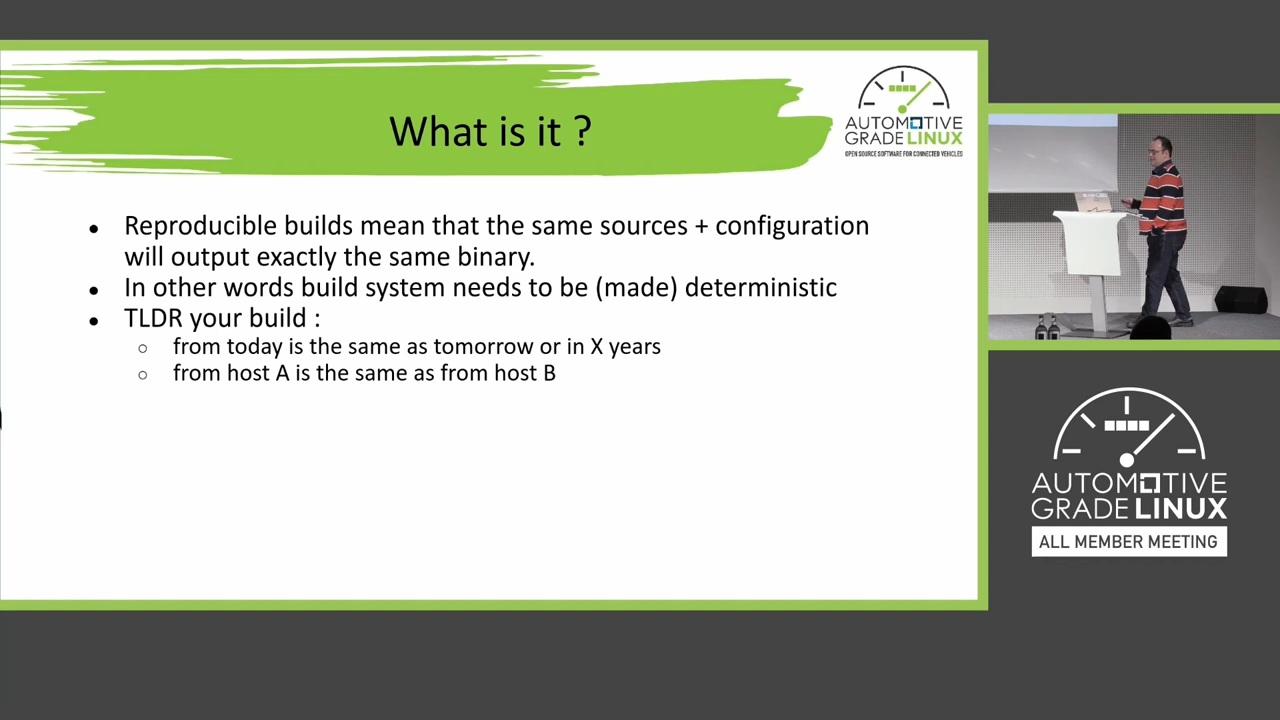 What is it ?
AUTOMOTIVE
GRADE LINUX
OPEN SOURCE SOFTWARE FOR CONNECTED VEHICLES
● Reproducible builds mean that the same sources + configuration
will output exactly the same binary.
● In other words build system needs to be (made) deterministic
● TLDR your build :
○ from today is the same as tomorrow or in X years
○ from host A is the same as from host B
AUTOMOTIVE
GRADE LINUX
ALL MEMBER MEETING